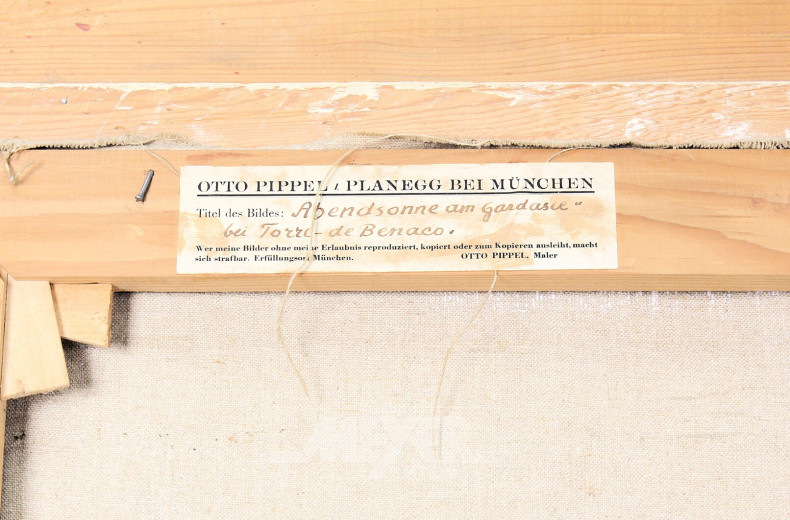 OTTO PIPPEL / PLANEGG BEI MÜNCHEN
Titel des Bildes: „Abendsonne am Gardasee“
bei Torri-de Benaco.
Wer meine Bilder ohne meine Erlaubnis reproduziert, kopiert oder zum Kopieren ausleiht, macht
sich strafbar. Erfüllungsort München. OTTO PIPPEL, Maler